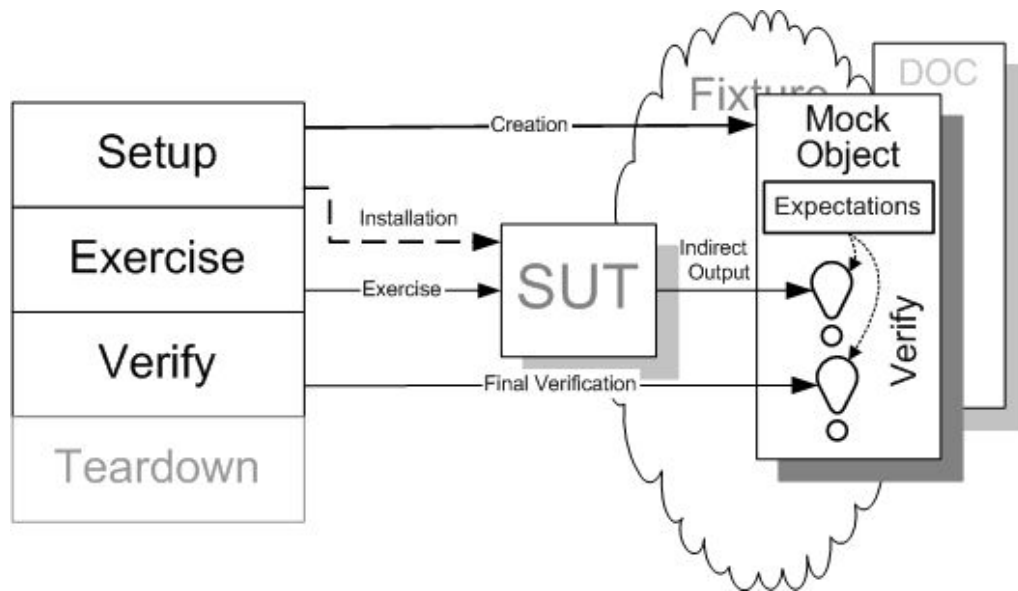 DOC
Fixture
Creation
Mock
Object
Setup
Expectations
Installation
Indirect
Output
Exercise
Exercise
SUT
Verify
Verify
Final Verification
Teardown